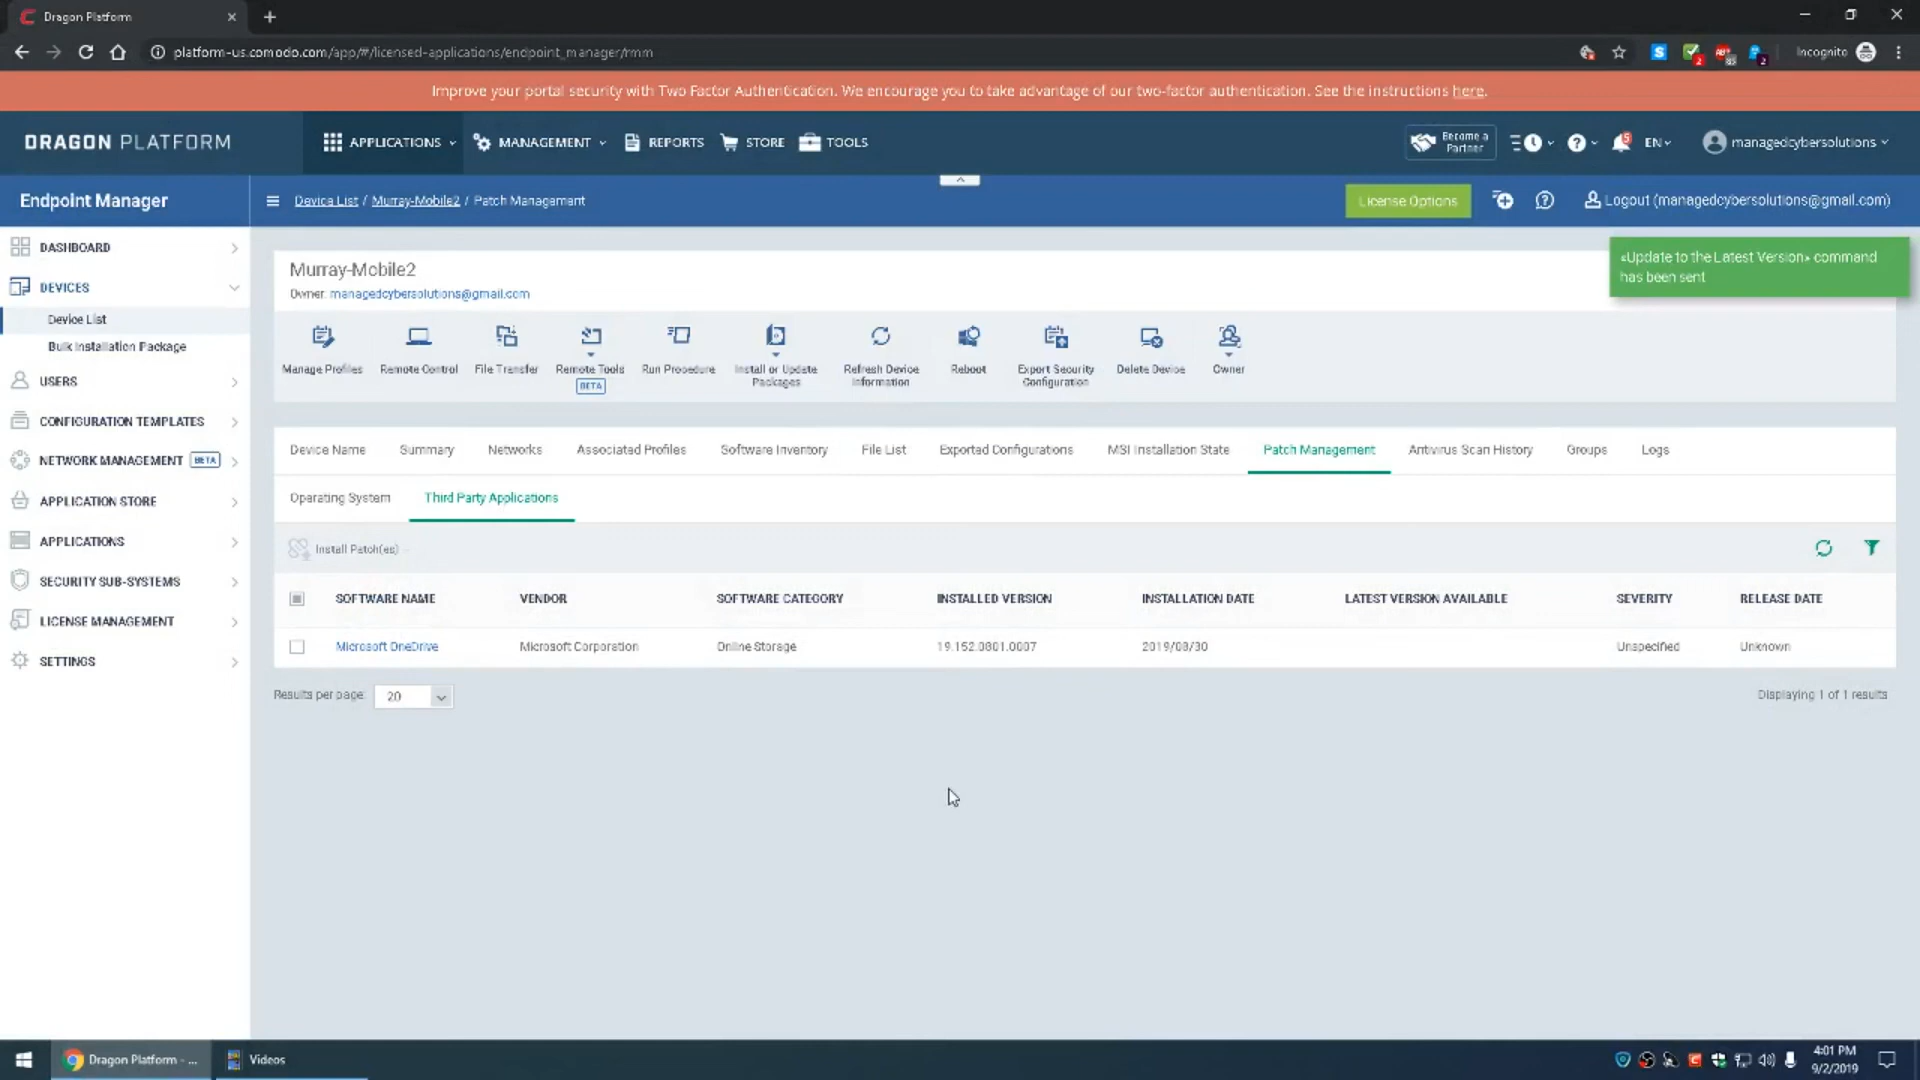 Dragon Platform
platform-us.comodo.com/app/#/licensed-applications/endpoint_manager/rmm
Incognito
Improve your portal security with Two Factor Authentication. We encourage you to take advantage of our two-factor authentication. See the instructions here.
DRAGON PLATFORM
APPLICATIONS
MANAGEMENT
REPORTS
STORE
TOOLS
Become a
Partner
5
EN
managedcybersolutions
Endpoint Manager
Device List / Murray-Mobile2 / Patch Management
License Options
Logout (managedcybersolutions@gmail.com)
«Update to the Latest Version» command
has been sent
DASHBOARD
DEVICES
Device List
Bulk Installation Package
USERS
CONFIGURATION TEMPLATES
NETWORK MANAGEMENT BETA
APPLICATION STORE
APPLICATIONS
SECURITY SUB-SYSTEMS
LICENSE MANAGEMENT
SETTINGS
Murray-Mobile2
Owner: managedcybersolutions@gmail.com
Manage Profiles
Remote Control
File Transfer
Remote Tools
BETA
Run Procedure
Install or Update
Packages
Refresh Device
Information
Reboot
Export Security
Configuration
Delete Device
Owner
Device Name
Summary
Networks
Associated Profiles
Software Inventory
File List
Exported Configurations
MSI Installation State
Patch Management
Antivirus Scan History
Groups
Logs
Operating System
Third Party Applications
Install Patch(es)
SOFTWARE NAME VENDOR SOFTWARE CATEGORY INSTALLED VERSION INSTALLATION DATE LATEST VERSION AVAILABLE SEVERITY RELEASE DATE
Microsoft OneDrive Microsoft Corporation Online Storage 19.152.0801.0007 2019/08/30 Unspecified Unknown
Results per page: 20
Displaying 1 of 1 results
Dragon Platform - ...
Videos
4:01 PM
9/2/2019